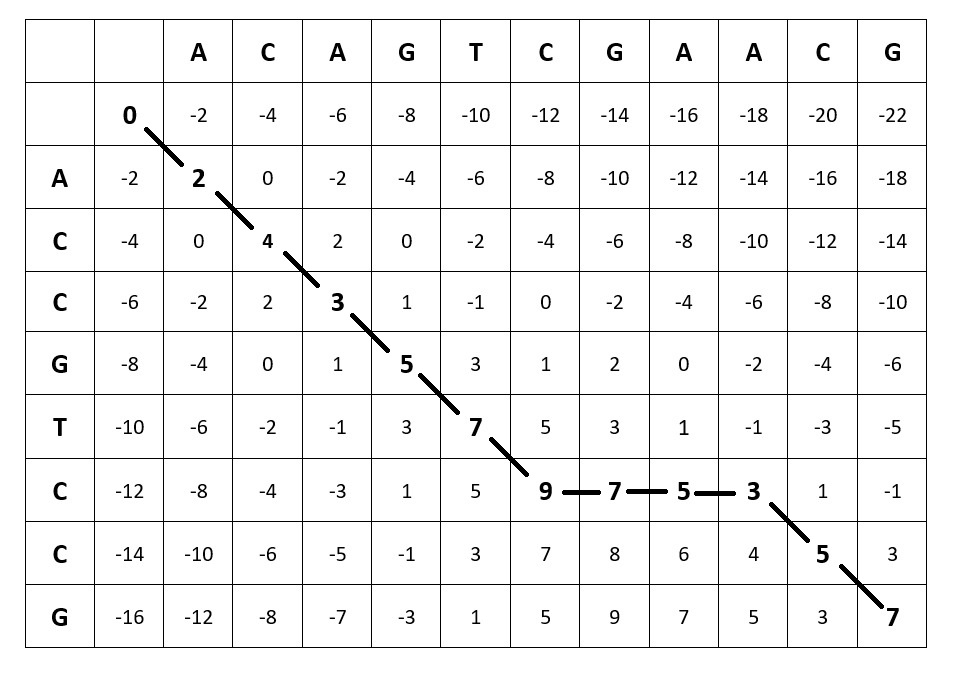 A C A G T C G A A C G
0 -2 -4 -6 -8 -10 -12 -14 -16 -18 -20 -22
A -2 2 0 -2 -4 -6 -8 -10 -12 -14 -16 -18
C -4 0 4 2 0 -2 -4 -6 -8 -10 -12 -14
C -6 -2 2 3 1 -1 0 -2 -4 -6 -8 -10
G -8 -4 0 1 5 3 1 2 0 -2 -4 -6
T -10 -6 -2 -1 3 7 5 3 1 -1 -3 -5
C -12 -8 -4 -3 1 5 9 7 5 3 1 -1
C -14 -10 -6 -5 -1 3 7 8 6 4 5 3
G -16 -12 -8 -7 -3 1 5 9 7 5 3 7